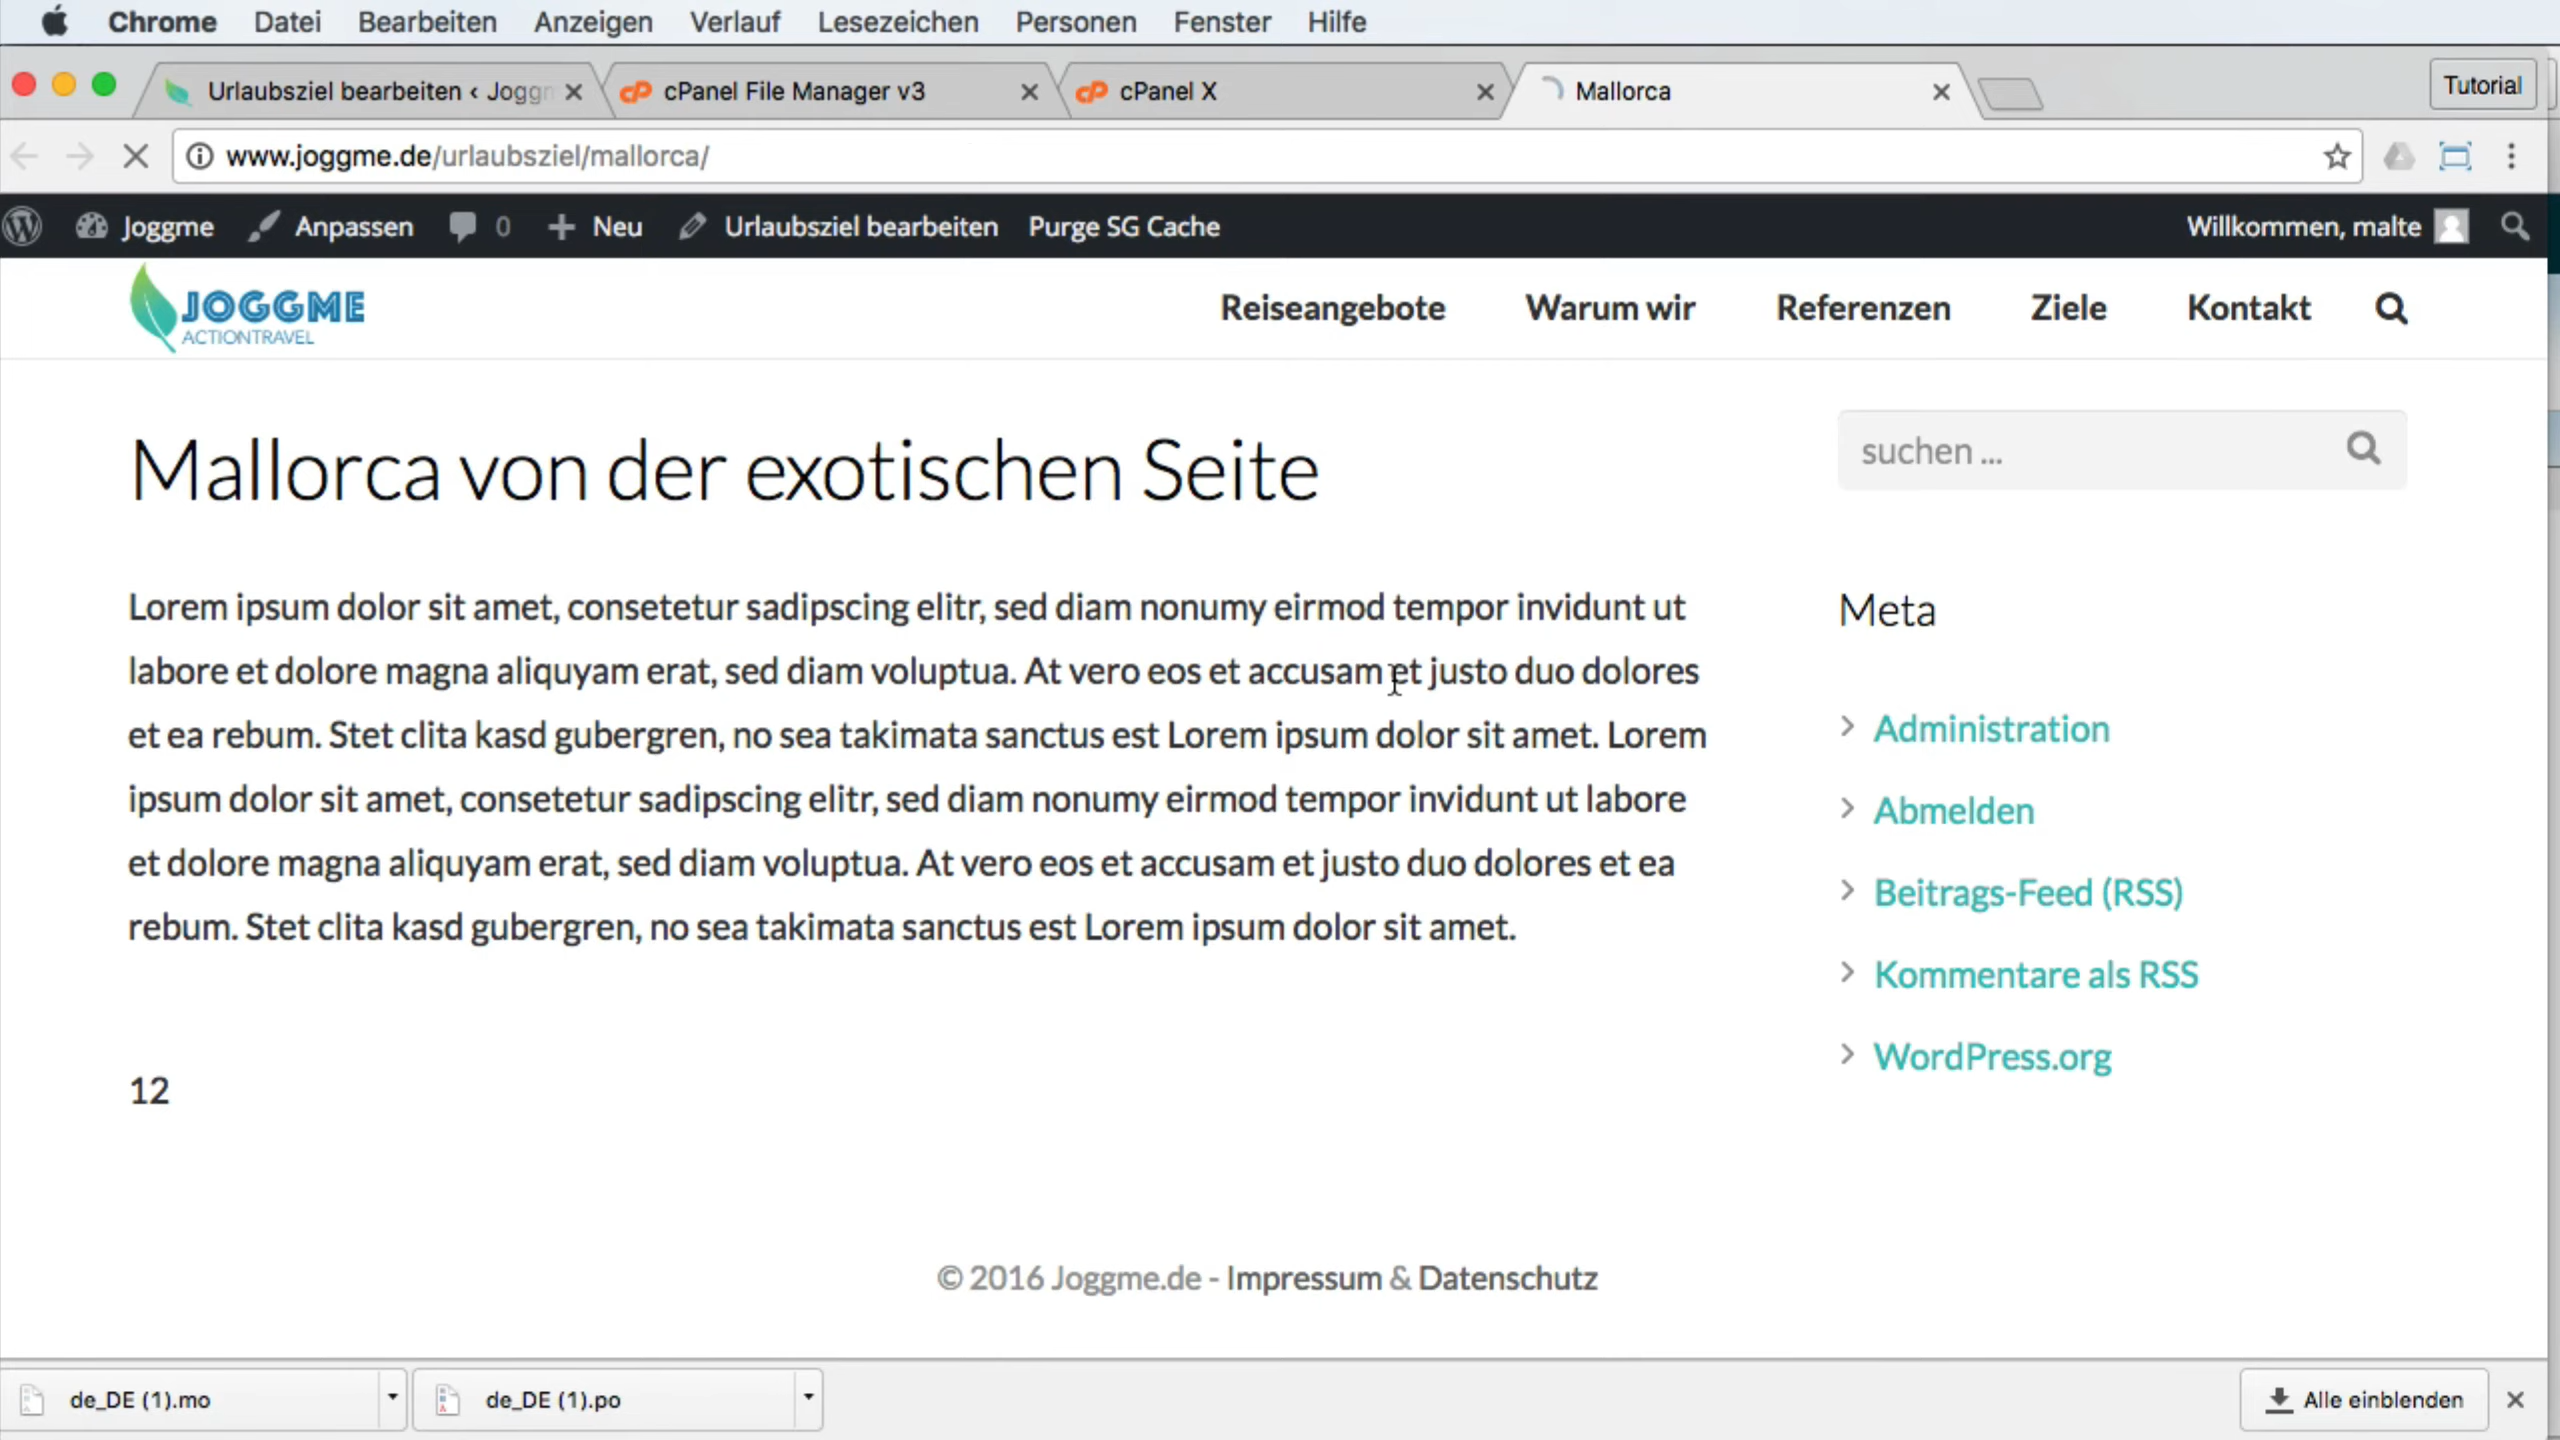 Chrome Datei Bearbeiten Anzeigen Verlauf Lesezeichen Personen Fenster Hilfe
Urlaubsziel bearbeiten ‹ Joggm
cPanel File Manager v3
cPanel X
Mallorca
Tutorial
www.joggme.de/urlaubsziel/mallorca/
Joggme Anpassen 0 Neu Urlaubsziel bearbeiten Purge SG Cache Willkommen, malte
JOGGME
ACTIONTRAVEL
Reiseangebote Warum wir Referenzen Ziele Kontakt
Mallorca von der exotischen Seite
Lorem ipsum dolor sit amet, consetetur sadipscing elitr, sed diam nonumy eirmod tempor invidunt ut
labore et dolore magna aliquyam erat, sed diam voluptua. At vero eos et accusam et justo duo dolores
et ea rebum. Stet clita kasd gubergren, no sea takimata sanctus est Lorem ipsum dolor sit amet. Lorem
ipsum dolor sit amet, consetetur sadipscing elitr, sed diam nonumy eirmod tempor invidunt ut labore
et dolore magna aliquyam erat, sed diam voluptua. At vero eos et accusam et justo duo dolores et ea
rebum. Stet clita kasd gubergren, no sea takimata sanctus est Lorem ipsum dolor sit amet.
12
suchen ...
Meta
Administration
Abmelden
Beitrags-Feed (RSS)
Kommentare als RSS
WordPress.org
© 2016 Joggme.de - Impressum & Datenschutz
de_DE (1).mo
de_DE (1).po
Alle einblenden